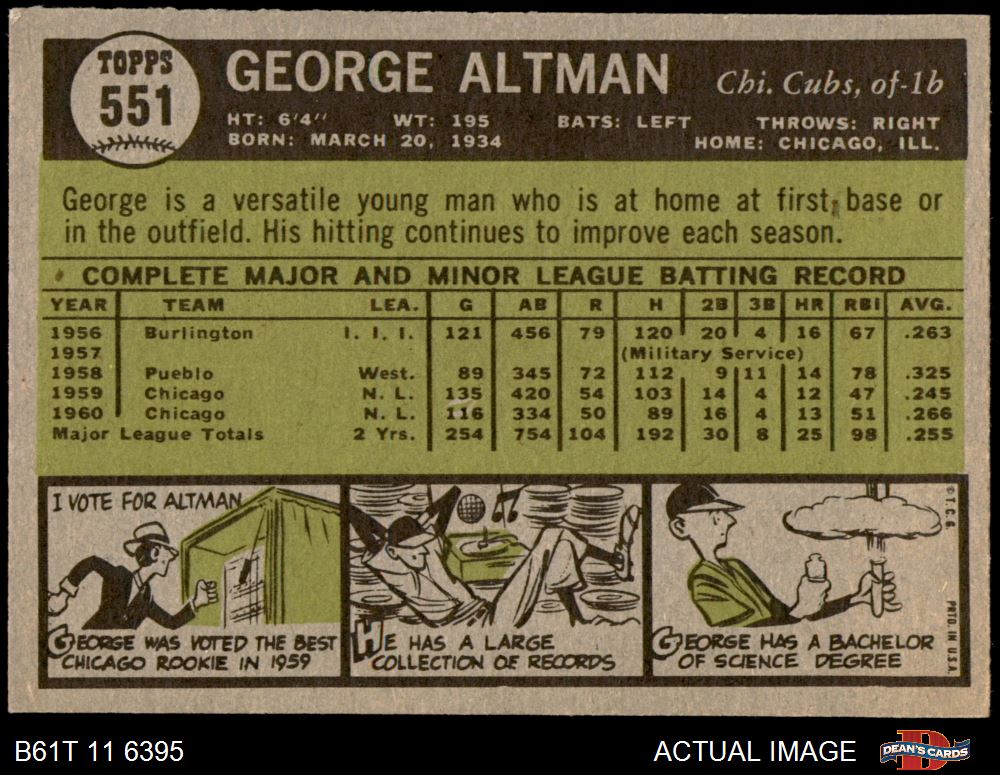 TOPPS
551
GEORGE ALTMAN Chi. Cubs, of-1b
HT: 6'4" WT: 195 BATS: LEFT THROWS: RIGHT
BORN: MARCH 20, 1934 HOME: CHICAGO, ILL.
George is a versatile young man who is at home at first base or
in the outfield. His hitting continues to improve each season.
COMPLETE MAJOR AND MINOR LEAGUE BATTING RECORD
YEAR TEAM LEA. G AB R H 2B 3B HR RBI AVG.
1956 Burlington I. I. I. 121 456 79 120 20 4 16 67 .263
1957 (Military Service)
1958 Pueblo West. 89 345 72 112 9 11 14 78 .325
1959 Chicago N. L. 135 420 54 103 14 4 12 47 .245
1960 Chicago N. L. 116 334 50 89 16 4 13 51 .266
Major League Totals 2 Yrs. 254 754 104 192 30 8 25 98 .255
I VOTE FOR ALTMAN
GEORGE WAS VOTED THE BEST
CHICAGO ROOKIE IN 1959
HE HAS A LARGE
COLLECTION OF RECORDS
GEORGE HAS A BACHELOR
OF SCIENCE DEGREE
© T. C. G.
PRTD. IN U.S.A.
B61T 11 6395
ACTUAL IMAGE
D
DEAN'S CARDS